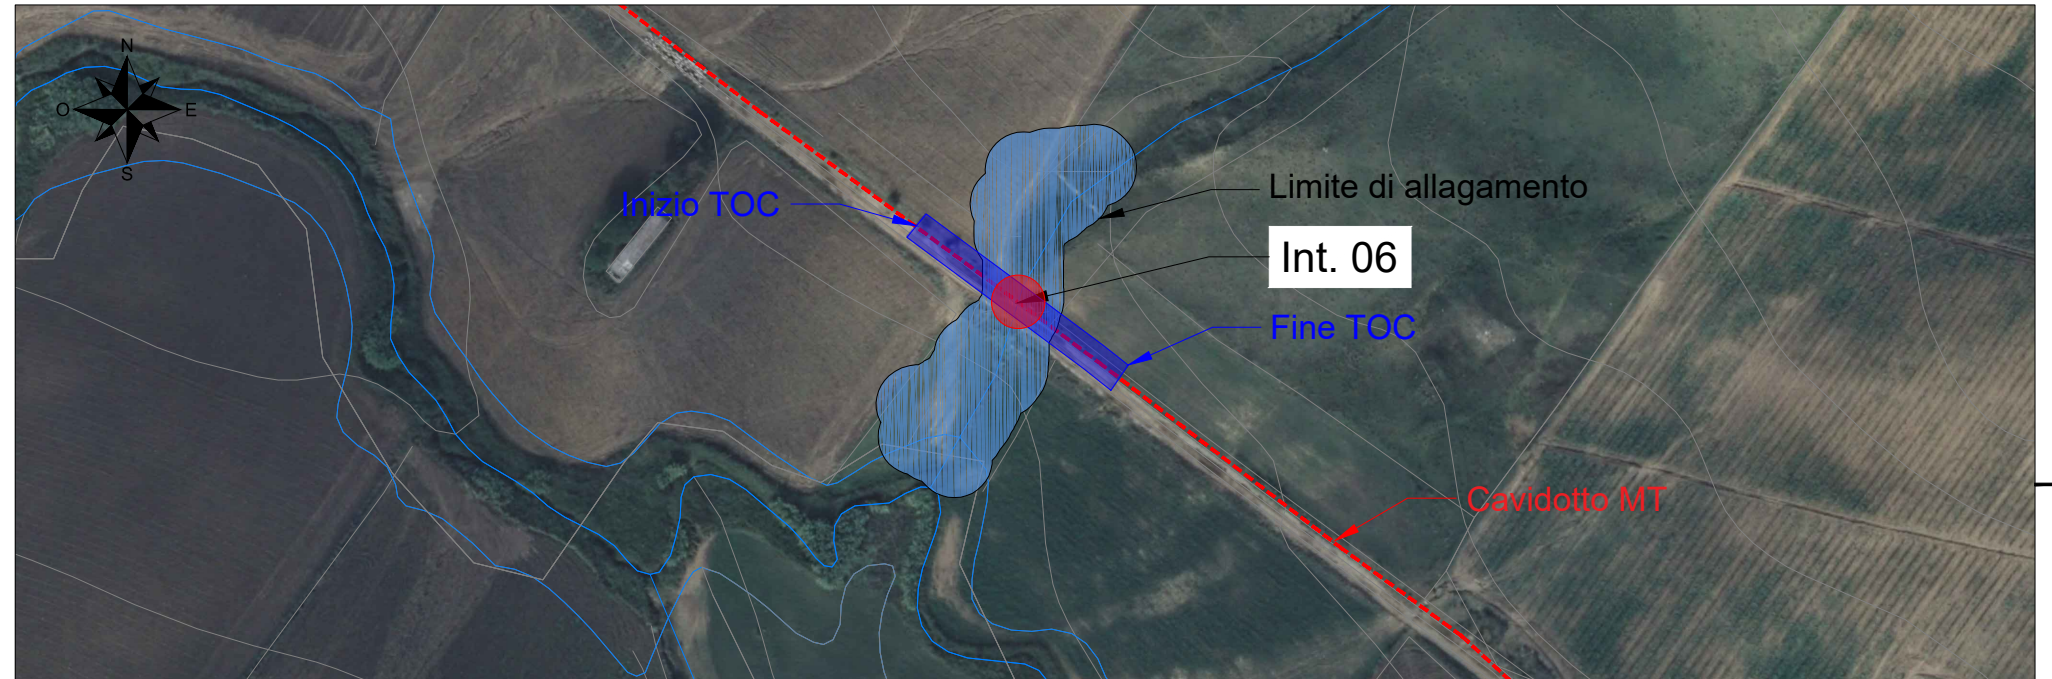 N
O
E
S
Inizio TOC
Limite di allagamento
Int. 06
Fine TOC
Cavidotto MT